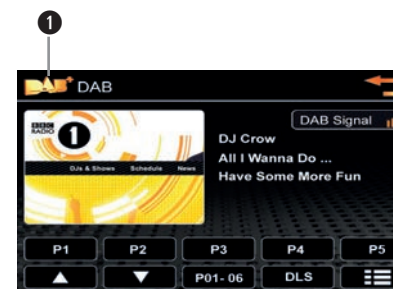 1
DAB+ DAB
DAB Signal
BBC
RADIO
1
DJs & Shows Schedule News
DJ Crow
All I Wanna Do ...
Have Some More Fun
P1 P2 P3 P4 P5
P01- 06 DLS